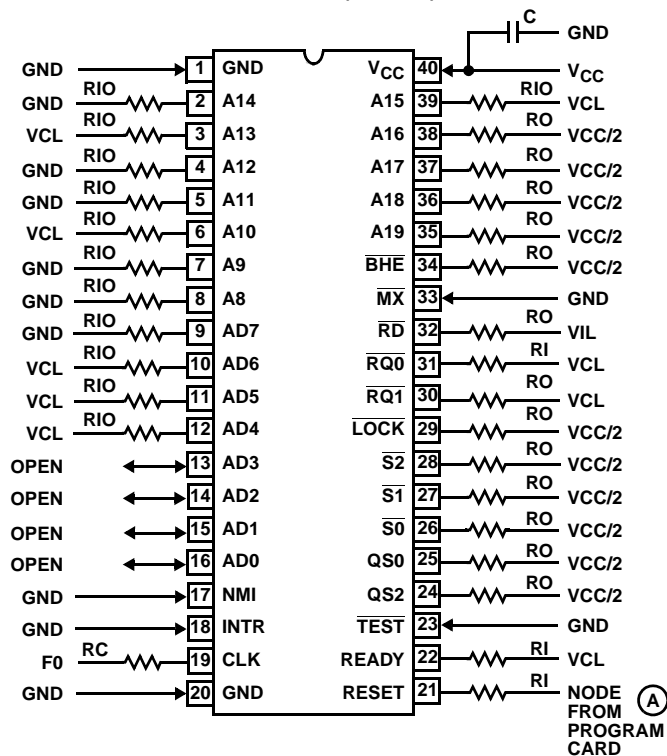 C
GND
GND 1 GND VCC 40 VCC
GND RIO 2 A14 A15 39 RIO VCL
VCL RIO 3 A13 A16 38 RO VCC/2
GND RIO 4 A12 A17 37 RO VCC/2
GND RIO 5 A11 A18 36 RO VCC/2
VCL RIO 6 A10 A19 35 RO VCC/2
GND RIO 7 A9 BHE 34 RO VCC/2
GND RIO 8 A8 MX 33 GND
GND RIO 9 AD7 RD 32 RO VIL
VCL RIO 10 AD6 RQ0 31 RI VCL
VCL RIO 11 AD5 RQ1 30 RO VCL
VCL RIO 12 AD4 LOCK 29 RO VCC/2
OPEN 13 AD3 S2 28 RO VCC/2
OPEN 14 AD2 S1 27 RO VCC/2
OPEN 15 AD1 S0 26 RO VCC/2
OPEN 16 AD0 QS0 25 RO VCC/2
GND 17 NMI QS2 24 RO VCC/2
GND 18 INTR TEST 23 GND
F0 RC 19 CLK READY 22 RI VCL
GND 20 GND RESET 21 RI NODE A
FROM
PROGRAM
CARD